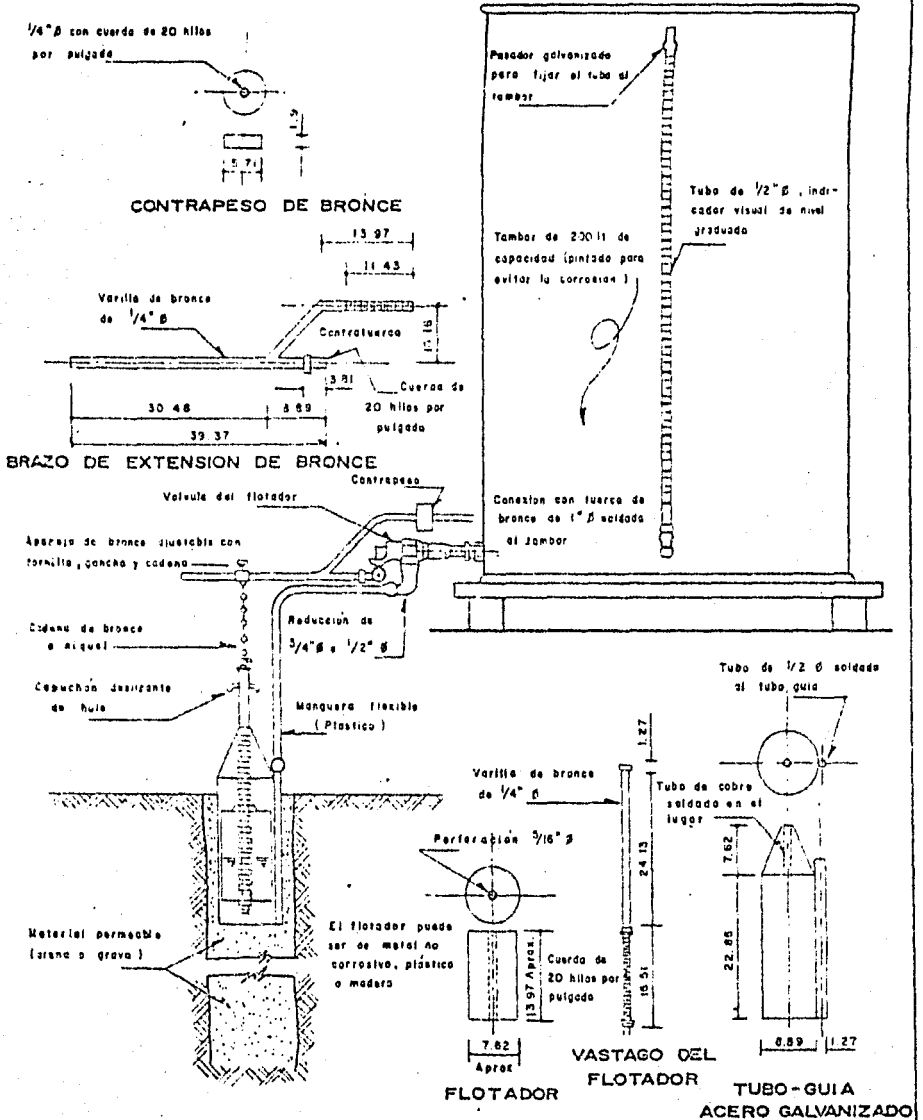 1/4" ø con cuerda de 20 hilos
por pulgada
1.9
5.71
CONTRAPESO DE BRONCE
13.97
11.43
Varilla de bronce
de 1/4" ø
Contratuerca
3.81
Cuerda de
20 hilos por
pulgada
30.48
8.89
39.37
BRAZO DE EXTENSION DE BRONCE
Pasador galvanizado
para fijar el tubo al
tambor
Tubo de 1/2" ø, indi-
cador visual de nivel
graduado
Tambor de 200 lt de
capacidad (pintado para
evitar la corrosion)
Conexion con tuerca de
bronce de 1" ø soldada
al tambor
Contrapeso
Valvula del flotador
Aparejo de bronce ajustable con
tornillo, gancho y cadena
Cadena de bronce
o niquel
Capuchón deslizante
de hule
Reducción de
3/4" ø a 1/2" ø
Manguera flexible
(Plastico)
Material permeable
(arena o grava)
El flotador puede
ser de metal no
corrosivo, plástico
o madera
Perforación 5/16" ø
13.97 Aprox.
7.62
Aprox.
FLOTADOR
Varilla de bronce
de 1/4" ø
1.27
24.13
16.51
Cuerda de
20 hilos por
pulgada
VASTAGO DEL
FLOTADOR
Tubo de 1/2 ø soldado
al tubo guia
Tubo de cobre
soldado en el
lugar
7.62
22.86
8.89
1.27
TUBO-GUIA
ACERO GALVANIZADO